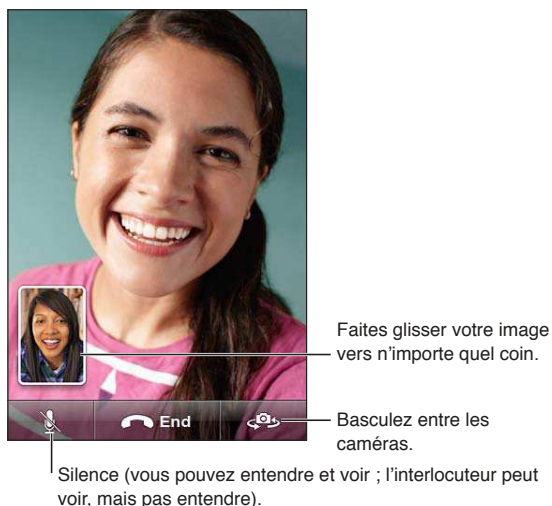 Faites glisser votre image
vers n'importe quel coin.
End
Basculez entre les
caméras.
Silence (vous pouvez entendre et voir ; l'interlocuteur peut
voir, mais pas entendre).